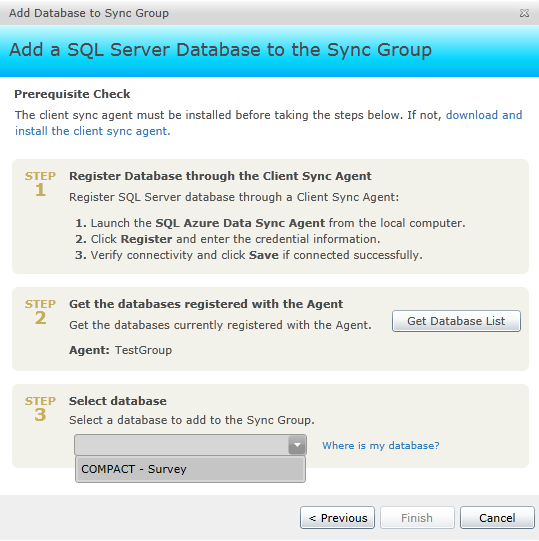 Add Database to Sync Group
Add a SQL Server Database to the Sync Group
Prerequisite Check
The client sync agent must be installed before taking the steps below. If not, download and
install the client sync agent.
STEP
1
Register Database through the Client Sync Agent
Register SQL Server database through a Client Sync Agent:
1. Launch the SQL Azure Data Sync Agent from the local computer.
2. Click Register and enter the credential information.
3. Verify connectivity and click Save if connected successfully.
STEP
2
Get the databases registered with the Agent
Get the databases currently registered with the Agent.
Get Database List
Agent: TestGroup
STEP
3
Select database
Select a database to add to the Sync Group.
Where is my database?
COMPACT - Survey
< Previous
Finish
Cancel